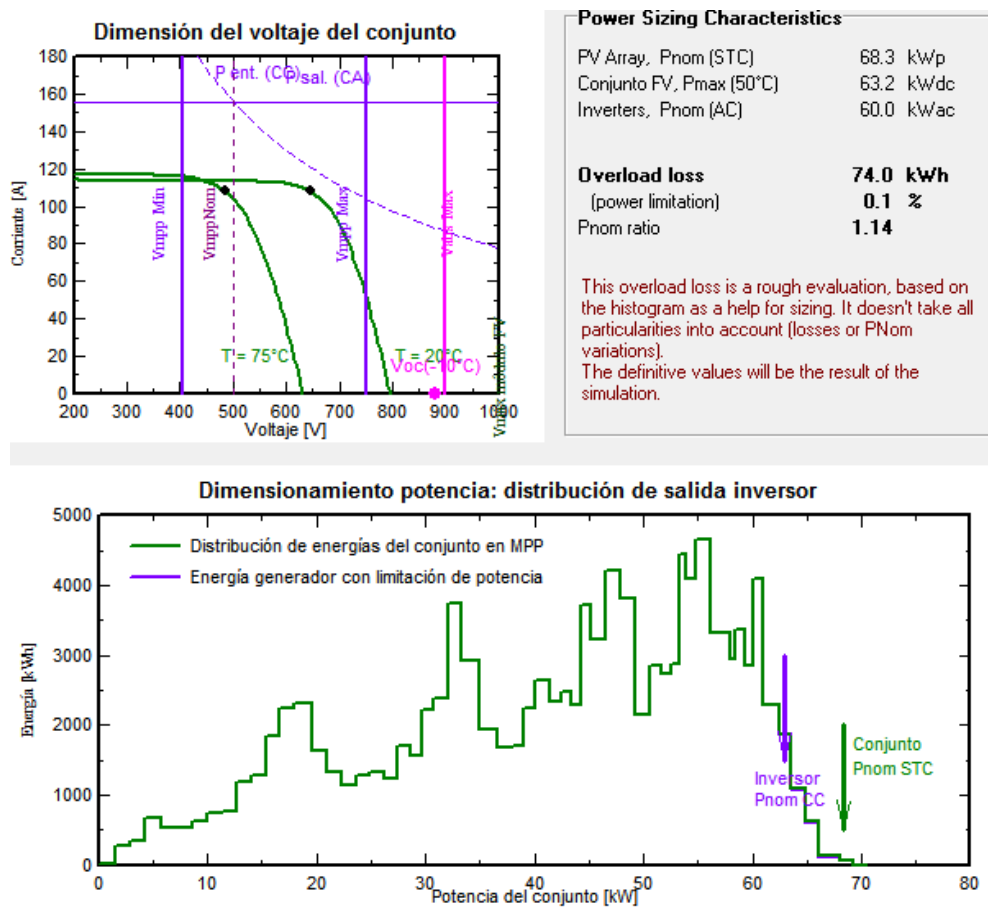 Dimensión del voltaje del conjunto
180
160
140
120
100
80
60
40
20
0
Corriente [A]
P ent. (CC)
P sal. (CA)
Vmpp Min
VmppNom
Vmpp Max
Vabs Max
T = 75°C
T = 20°C
Voc(-10°C)
Vmax módulo FV
200 300 400 500 600 700 800 900 1000
Voltaje [V]
Power Sizing Characteristics
PV Array, Pnom (STC) 68.3 kWp
Conjunto FV, Pmax (50°C) 63.2 kWdc
Inverters, Pnom (AC) 60.0 kWac
Overload loss 74.0 kWh
(power limitation) 0.1 %
Pnom ratio 1.14
This overload loss is a rough evaluation, based on
the histogram as a help for sizing. It doesn't take all
particularities into account (losses or PNom
variations).
The definitive values will be the result of the
simulation.
Dimensionamiento potencia: distribución de salida inversor
5000
4000
3000
2000
1000
0
Energía [kWh]
Distribución de energías del conjunto en MPP
Energía generador con limitación de potencia
Inversor
Pnom CC
Conjunto
Pnom STC
0 10 20 30 40 50 60 70 80
Potencia del conjunto [kW]